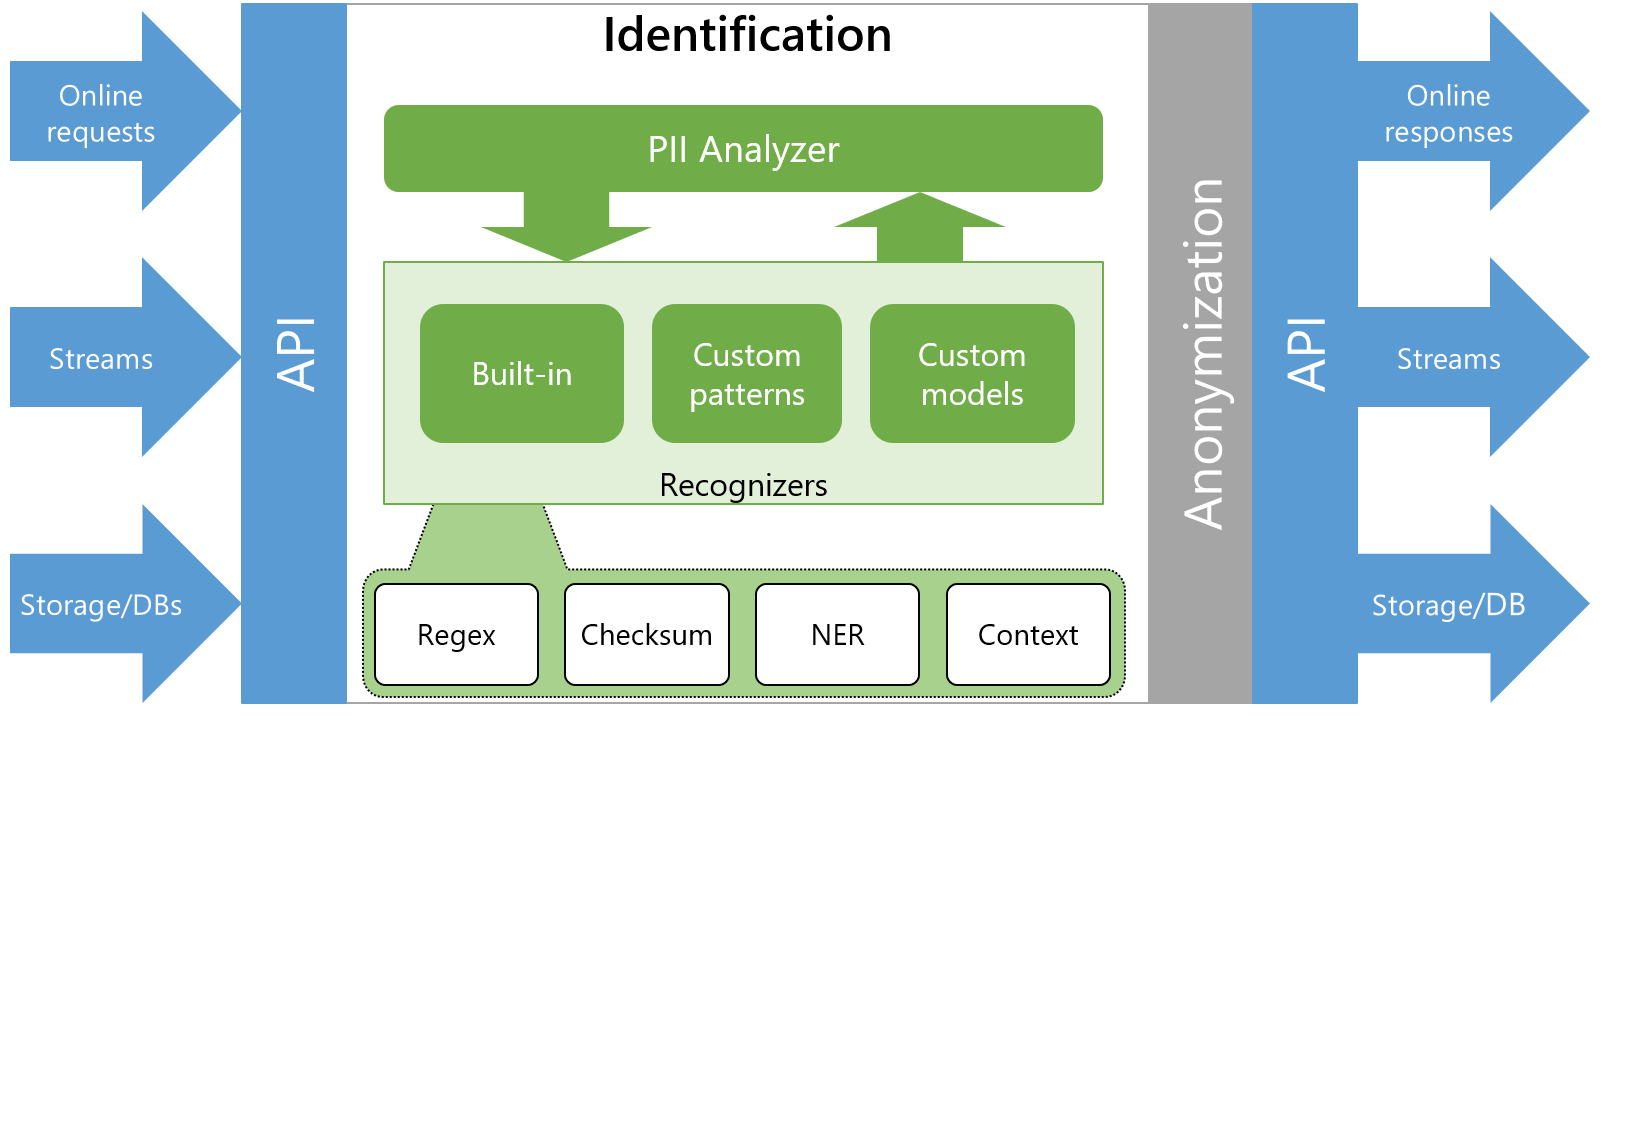 Identification
Online
requests
Streams
Storage/DBs
API
PII Analyzer
Built-in
Custom
patterns
Custom
models
Recognizers
Regex
Checksum
NER
Context
Anonymization
API
Online
responses
Streams
Storage/DB